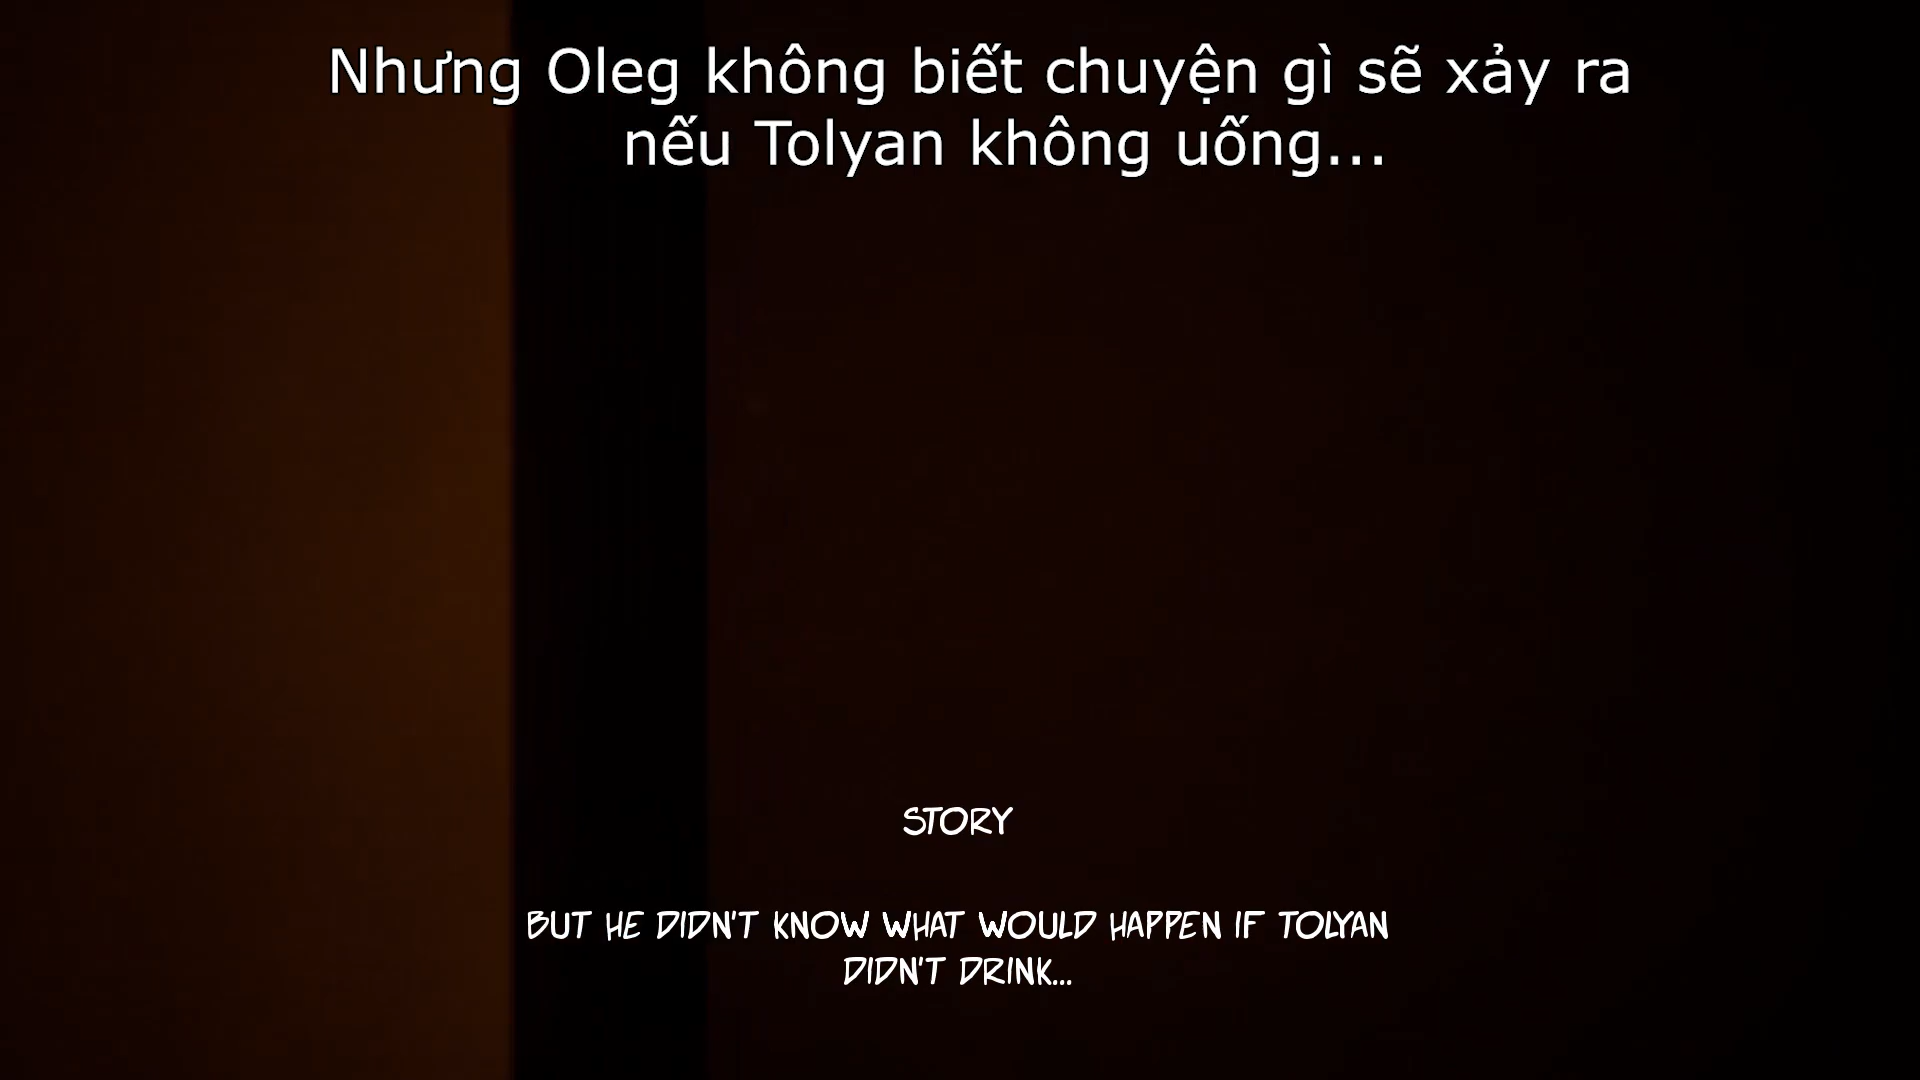 Nhưng Oleg không biết chuyện gì sẽ xảy ra
nếu Tolyan không uống...
STORY
BUT HE DIDN'T KNOW WHAT WOULD HAPPEN IF TOLYAN
DIDN'T DRINK...